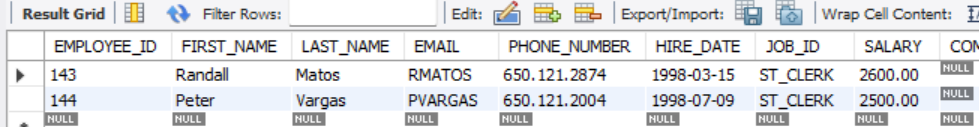 Result Grid Filter Rows: Edit: Export/Import: Wrap Cell Content:
EMPLOYEE_ID FIRST_NAME LAST_NAME EMAIL PHONE_NUMBER HIRE_DATE JOB_ID SALARY CON
143 Randall Matos RMATOS 650.121.2874 1998-03-15 ST_CLERK 2600.00 NULL
144 Peter Vargas PVARGAS 650.121.2004 1998-07-09 ST_CLERK 2500.00 NULL
NULL NULL NULL NULL NULL NULL NULL NULL NULL